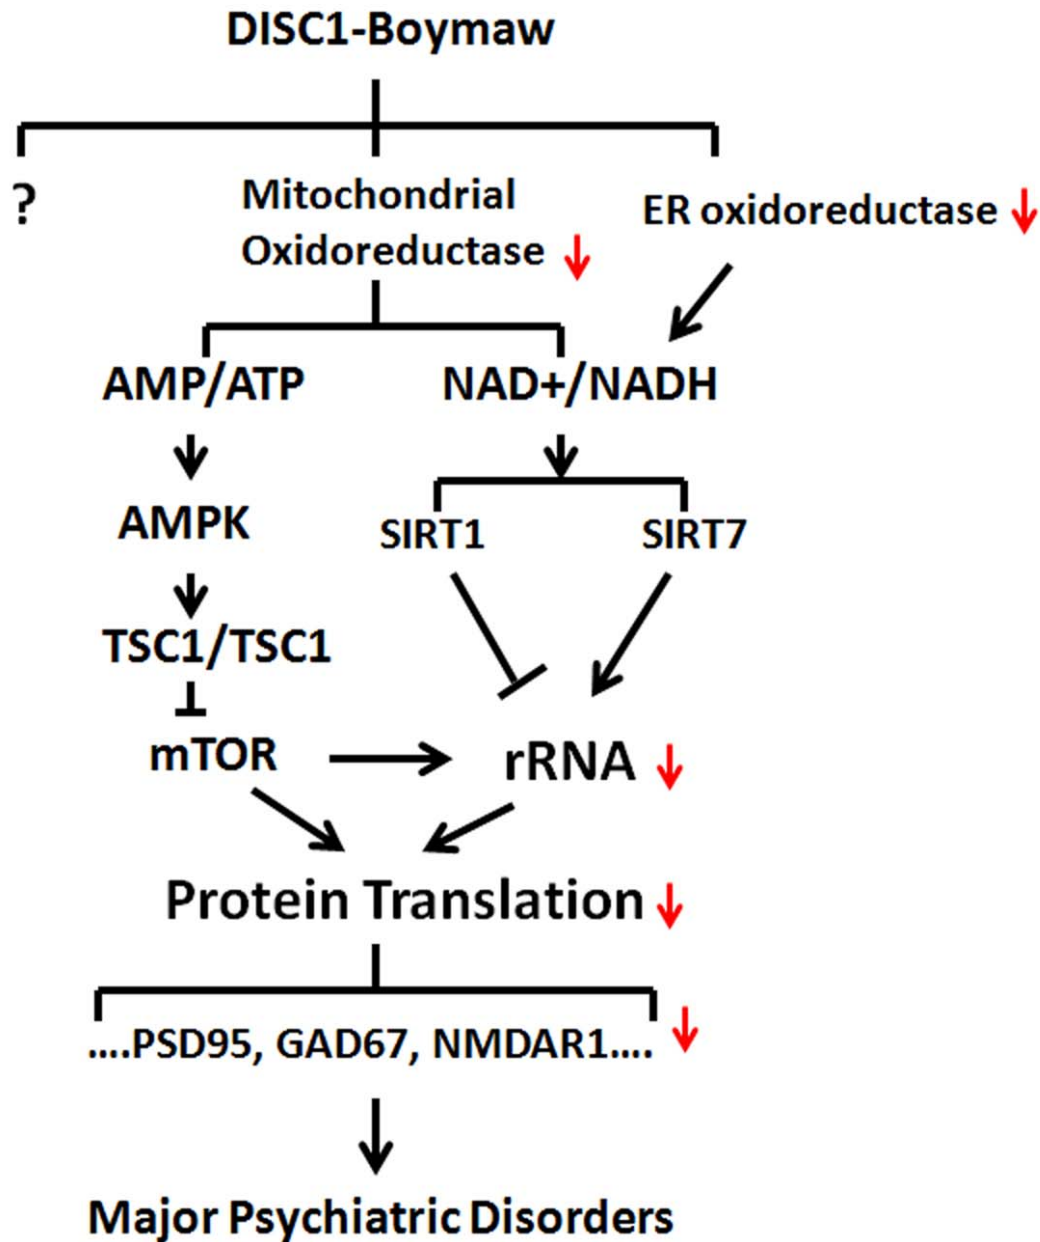 DISC1-Boymaw
?
Mitochondrial
Oxidoreductase
ER oxidoreductase
AMP/ATP
NAD+/NADH
AMPK
SIRT1
SIRT7
TSC1/TSC1
mTOR
rRNA
Protein Translation
....PSD95, GAD67, NMDAR1....
Major Psychiatric Disorders